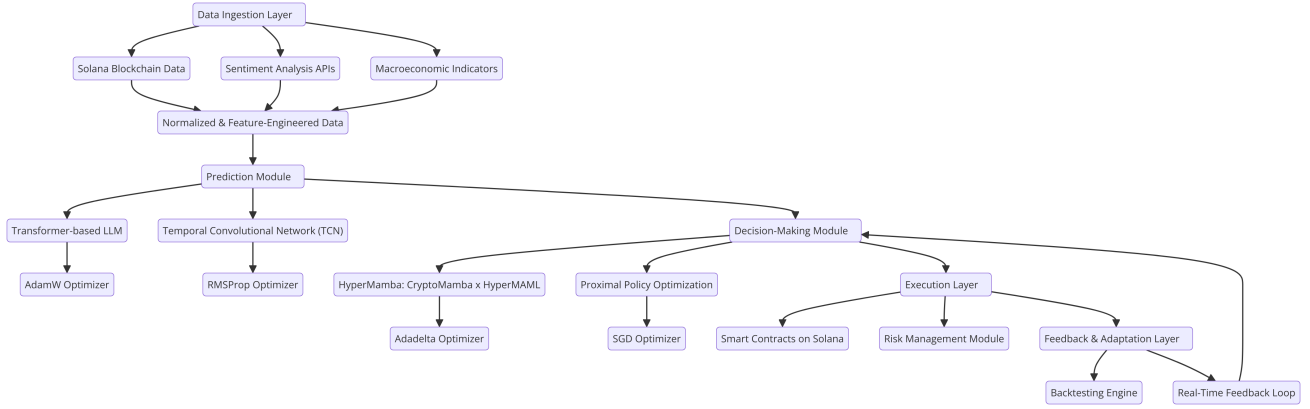 Data Ingestion Layer
Solana Blockchain Data
Sentiment Analysis APIs
Macroeconomic Indicators
Normalized & Feature-Engineered Data
Prediction Module
Transformer-based LLM
Temporal Convolutional Network (TCN)
Decision-Making Module
AdamW Optimizer
RMSProp Optimizer
HyperMamba: CryptoMamba x HyperMAML
Proximal Policy Optimization
Execution Layer
Adadelta Optimizer
SGD Optimizer
Smart Contracts on Solana
Risk Management Module
Feedback & Adaptation Layer
Backtesting Engine
Real-Time Feedback Loop